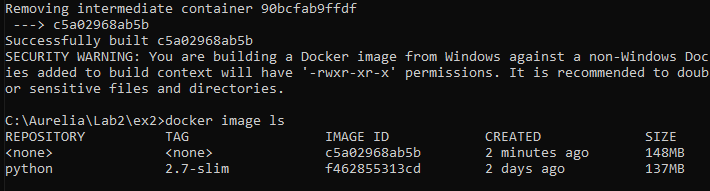 Removing intermediate container 90bcfab9ffdf
---> c5a02968ab5b
Successfully built c5a02968ab5b
SECURITY WARNING: You are building a Docker image from Windows against a non-Windows Doc
ies added to build context will have '-rwxr-xr-x' permissions. It is recommended to doub
or sensitive files and directories.
C:\Aurelia\Lab2\ex2>docker image ls
REPOSITORY TAG IMAGE ID CREATED SIZE
<none> <none> c5a02968ab5b 2 minutes ago 148MB
python 2.7-slim f462855313cd 2 days ago 137MB